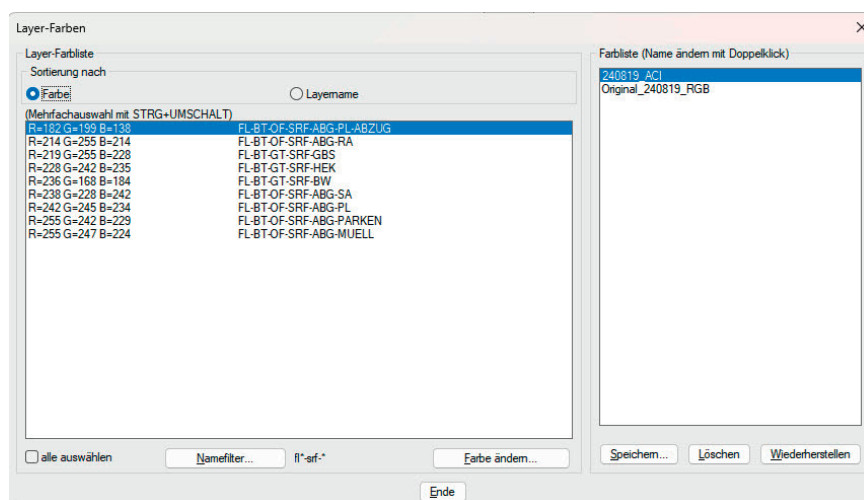 Layer-Farben
Layer-Farbliste
Sortierung nach
Farbe
Layername
(Mehrfachauswahl mit STRG+UMSCHALT)
R=182 G=199 B=138 FL-BT-OF-SRF-ABG-PL-ABZUG
R=214 G=255 B=214 FL-BT-OF-SRF-ABG-RA
R=219 G=255 B=228 FL-BT-GT-SRF-GBS
R=228 G=242 B=235 FL-BT-GT-SRF-HEK
R=236 G=168 B=184 FL-BT-GT-SRF-BW
R=238 G=228 B=242 FL-BT-OF-SRF-ABG-SA
R=242 G=245 B=234 FL-BT-OF-SRF-ABG-PL
R=255 G=242 B=229 FL-BT-OF-SRF-ABG-PARKEN
R=255 G=247 B=224 FL-BT-OF-SRF-ABG-MUELL
alle auswählen
Namefilter...
fl*-srf-*
Farbe ändern...
Farbliste (Name ändern mit Doppelklick)
240819_ACI
Original_240819_RGB
Speichern...
Löschen
Wiederherstellen
Ende